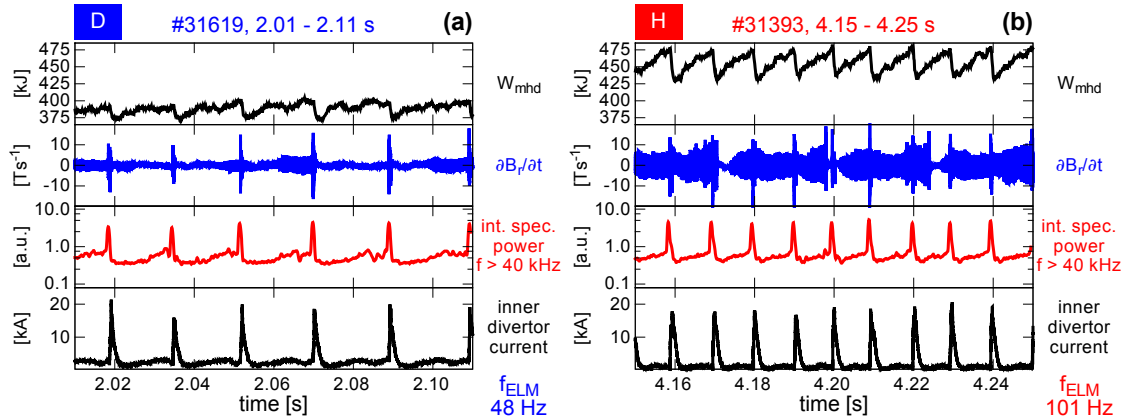 D
#31619, 2.01 - 2.11 s
(a)
[kJ]
475
450
425
400
375
W_mhd
[Ts⁻¹]
10
0
-10
∂B_r/∂t
[a.u.]
10.0
1.0
0.1
int. spec.
power
f > 40 kHz
[kA]
20
10
inner
divertor
current
2.02
2.04
2.06
2.08
2.10
time [s]
f_ELM
48 Hz
H
#31393, 4.15 - 4.25 s
(b)
[kJ]
475
450
425
400
375
W_mhd
[Ts⁻¹]
10
0
-10
∂B_r/∂t
[a.u.]
10.0
1.0
0.1
int. spec.
power
f > 40 kHz
[kA]
20
10
inner
divertor
current
4.16
4.18
4.20
4.22
4.24
time [s]
f_ELM
101 Hz